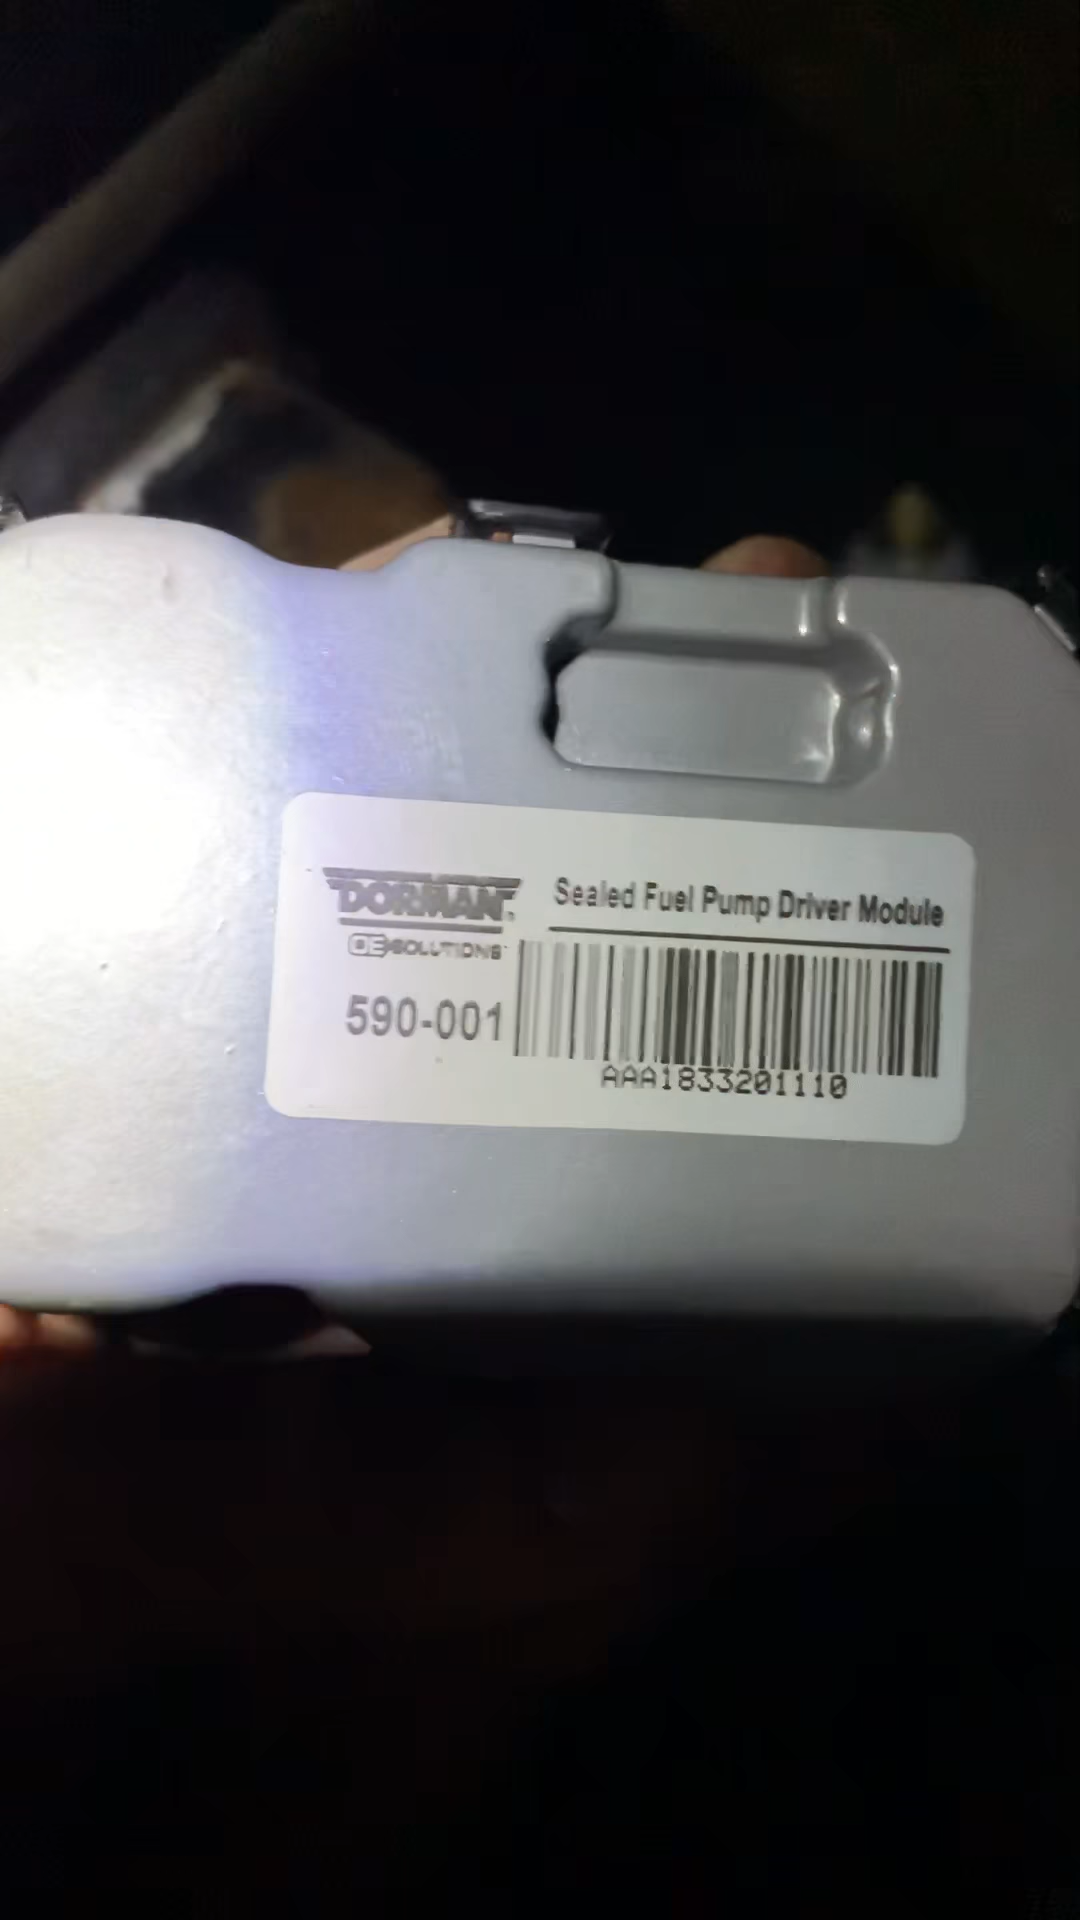 DORMAN
OE SOLUTIONS
Sealed Fuel Pump Driver Module
590-001
AAA1833201110